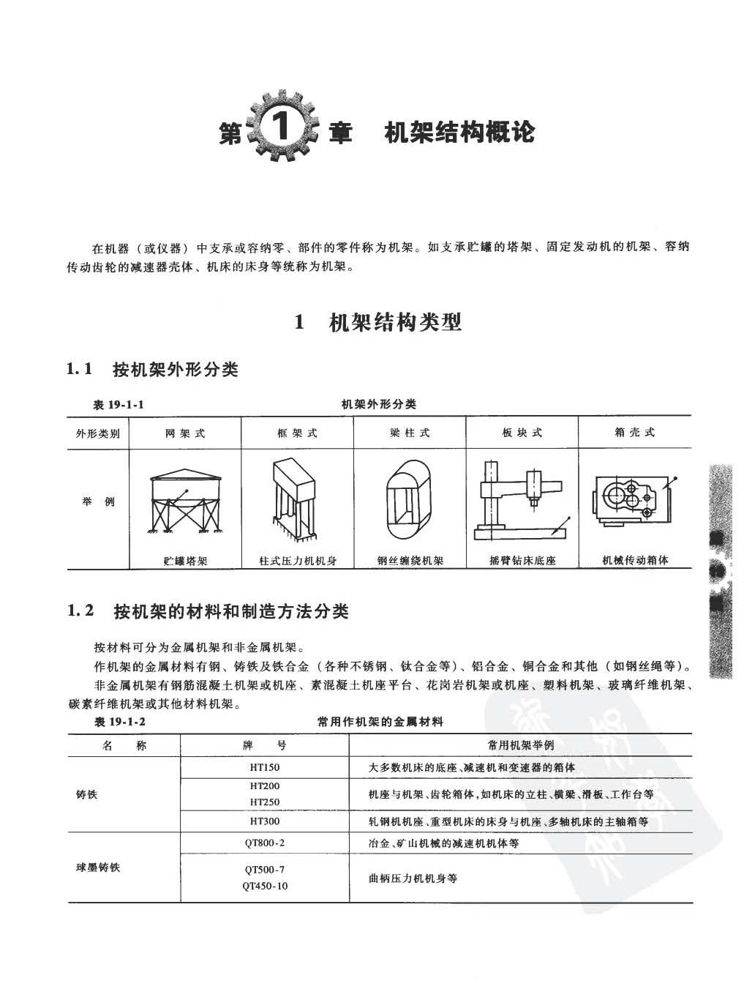 第1章 机架结构概论
在机器（或仪器）中支承或容纳零、部件的零件称为机架。如支承贮罐的塔架、固定发动机的机架、容纳
传动齿轮的减速器壳体、机床的床身等统称为机架。
1 机架结构类型
1.1 按机架外形分类
表 19-1-1 机架外形分类
外形类别 网架式 框架式 梁柱式 板块式 箱壳式
举 例
贮罐塔架 柱式压力机机身 钢丝缠绕机架 摇臂钻床底座 机械传动箱体
1.2 按机架的材料和制造方法分类
按材料可分为金属机架和非金属机架。
作机架的金属材料有钢、铸铁及铁合金（各种不锈钢、钛合金等）、铝合金、铜合金和其他（如钢丝绳等）。
非金属机架有钢筋混凝土机架或机座、素混凝土机座平台、花岗岩机架或机座、塑料机架、玻璃纤维机架、
碳素纤维机架或其他材料机架。
表 19-1-2 常用作机架的金属材料
名 称 牌 号 常用机架举例
HT150 大多数机床的底座、减速机和变速器的箱体
铸铁
HT200
HT250
机座与机架、齿轮箱体，如机床的立柱、横梁、滑板、工作台等
HT300 轧钢机机座、重型机床的床身与机座、多轴机床的主轴箱等
QT800-2 冶金、矿山机械的减速机机体等
球墨铸铁
QT500-7
QT450-10
曲柄压力机机身等